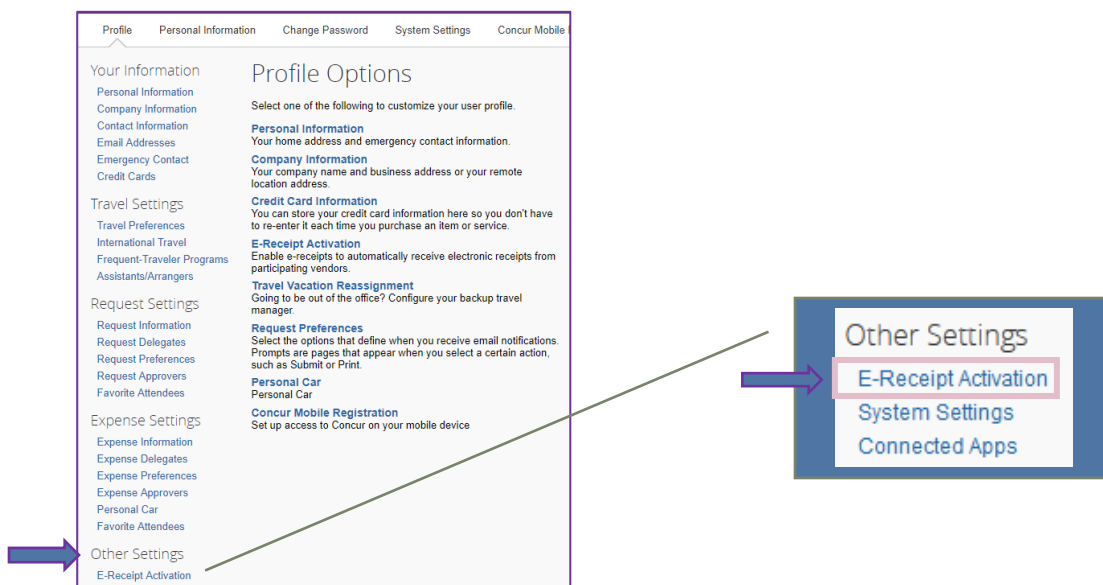 Profile Personal Information Change Password System Settings Concur Mobile
Your Information
Personal Information
Company Information
Contact Information
Email Addresses
Emergency Contact
Credit Cards
Travel Settings
Travel Preferences
International Travel
Frequent-Traveler Programs
Assistants/Arrangers
Request Settings
Request Information
Request Delegates
Request Preferences
Request Approvers
Favorite Attendees
Expense Settings
Expense Information
Expense Delegates
Expense Preferences
Expense Approvers
Personal Car
Favorite Attendees
Other Settings
E-Receipt Activation
Profile Options
Select one of the following to customize your user profile.
Personal Information
Your home address and emergency contact information.
Company Information
Your company name and business address or your remote
location address.
Credit Card Information
You can store your credit card information here so you don't have
to re-enter it each time you purchase an item or service.
E-Receipt Activation
Enable e-receipts to automatically receive electronic receipts from
participating vendors.
Travel Vacation Reassignment
Going to be out of the office? Configure your backup travel
manager.
Request Preferences
Select the options that define when you receive email notifications.
Prompts are pages that appear when you select a certain action,
such as Submit or Print.
Personal Car
Personal Car
Concur Mobile Registration
Set up access to Concur on your mobile device
Other Settings
E-Receipt Activation
System Settings
Connected Apps